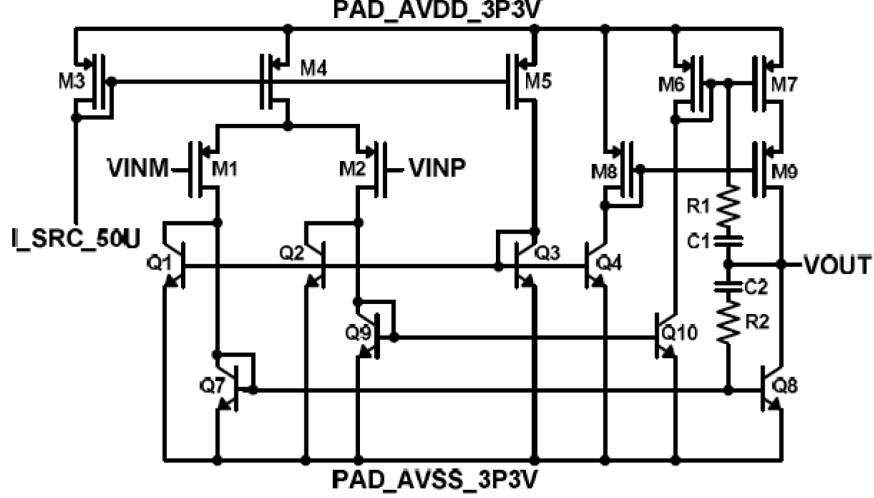 PAD_AVDD_3P3V
M3
M4
M5
M6
M7
VINM
M1
M2
VINP
M8
M9
R1
I_SRC_50U
Q1
Q2
Q3
Q4
C1
VOUT
C2
Q9
Q10
R2
Q7
Q8
PAD_AVSS_3P3V